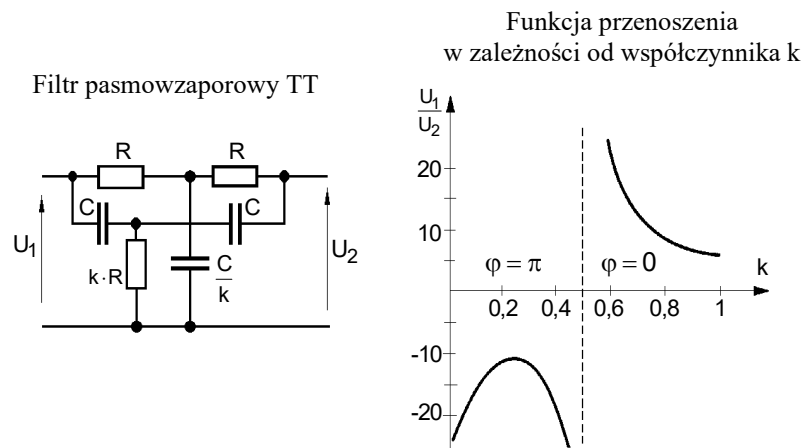 Funkcja przenoszenia
w zależności od współczynnika k
Filtr pasmowzaporowy TT
R
R
C
C
U1
U2
k·R
C
k
U1
U2
20
10
φ = π
φ = 0
k
0,2
0,4
0,6
0,8
1
-10
-20